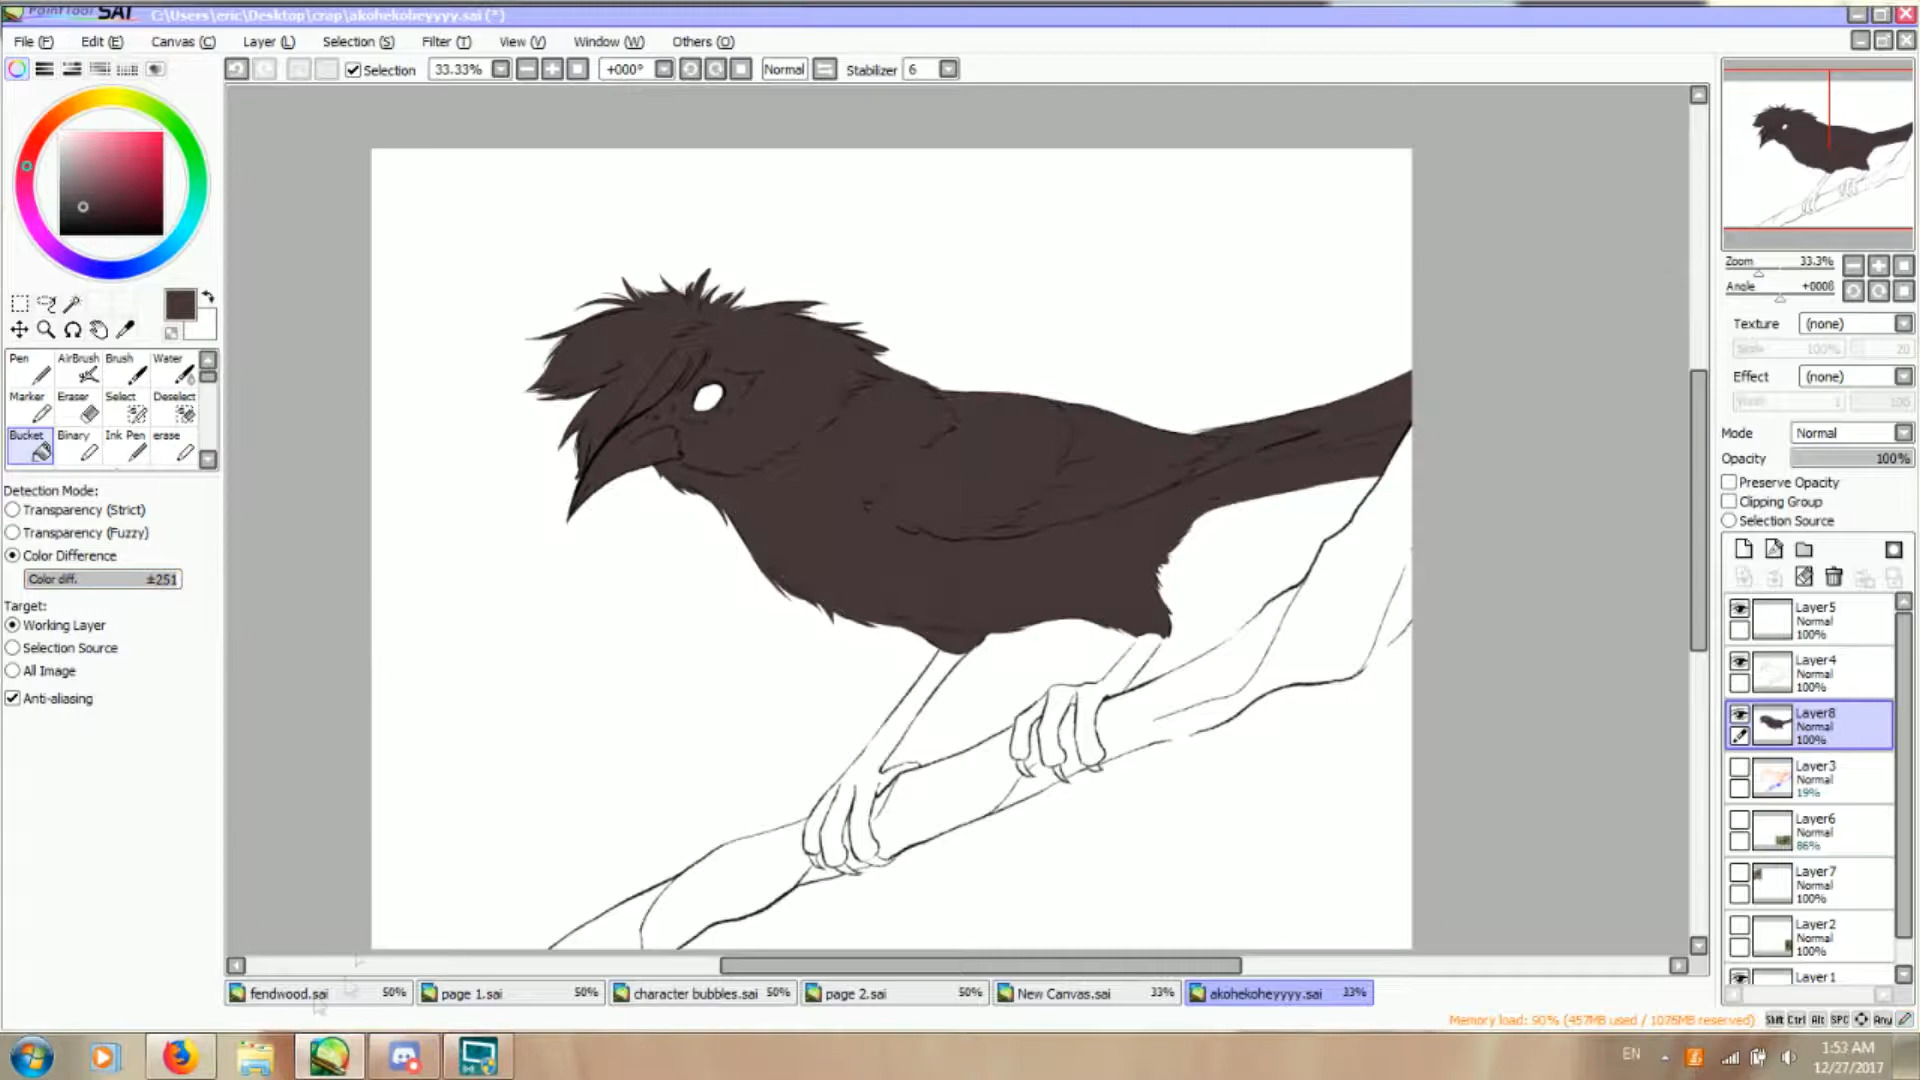 PaintTool SAI C:\Users\eric\Desktop\crap\akohekoheyyyy.sai (*)
File (F) Edit (E) Canvas (C) Layer (L) Selection (S) Filter (T) View (V) Window (W) Others (O)
Selection 33.33% +000° Normal Stabilizer 6
Zoom 33.3%
Angle +000ß
Texture (none)
Scale 100% 20
Effect (none)
Width 1 100
Mode Normal
Opacity 100%
Preserve Opacity
Clipping Group
Selection Source
Pen AirBrush Brush Water
Marker Eraser Select Deselect
Bucket Binary Ink Pen erase
Detection Mode:
Transparency (Strict)
Transparency (Fuzzy)
Color Difference
Color diff. ±251
Target:
Working Layer
Selection Source
All Image
Anti-aliasing
Layer5
Normal
100%
Layer4
Normal
100%
Layer8
Normal
100%
Layer3
Normal
19%
Layer6
Normal
86%
Layer7
Normal
100%
Layer2
Normal
100%
Layer1
fendwood.sai 50% page 1.sai 50% character bubbles.sai 50% page 2.sai 50% New Canvas.sai 33% akohekoheyyyy.sai 33%
Memory load: 90% (457MB used / 1076MB reserved) Shift Ctrl Alt SPC Any
EN 1:53 AM
12/27/2017